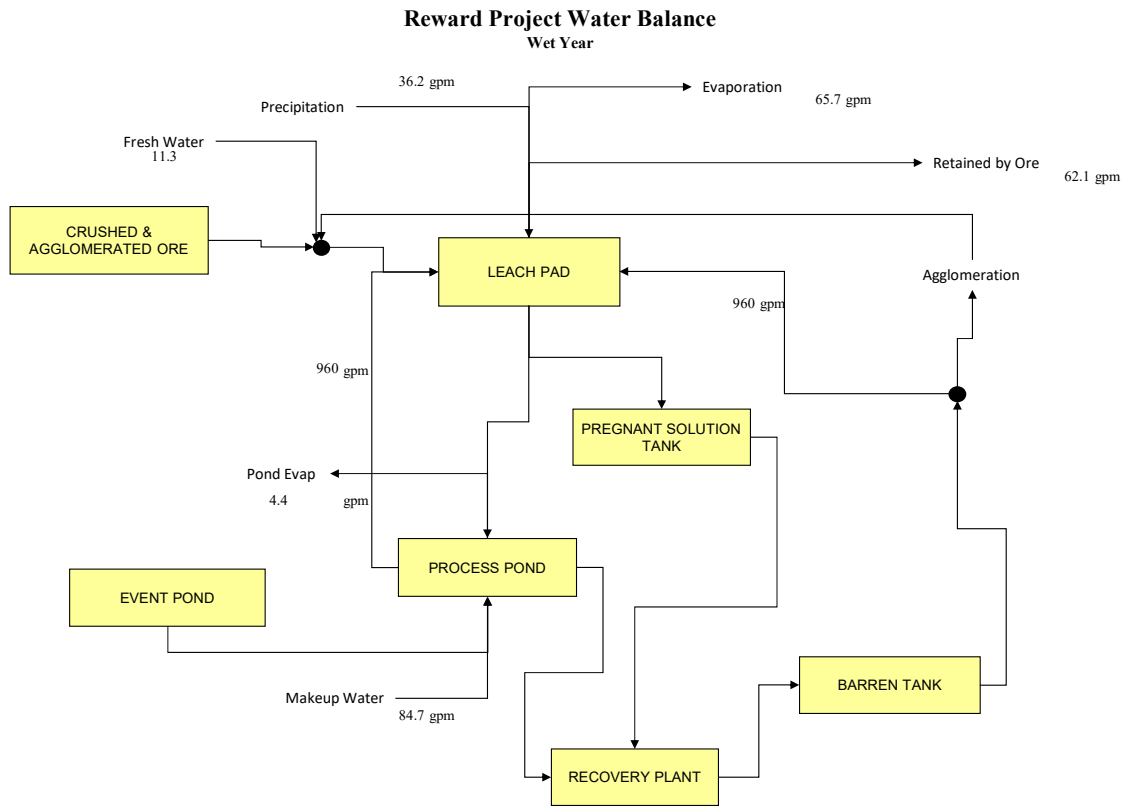 Reward Project Water Balance
Wet Year
36.2 gpm
Evaporation
Precipitation
65.7 gpm
Fresh Water
11.3
Retained by Ore
62.1 gpm
CRUSHED &
AGGLOMERATED ORE
LEACH PAD
Agglomeration
960 gpm
960 gpm
PREGNANT SOLUTION
TANK
Pond Evap
4.4 gpm
PROCESS POND
EVENT POND
Makeup Water
84.7 gpm
BARREN TANK
RECOVERY PLANT